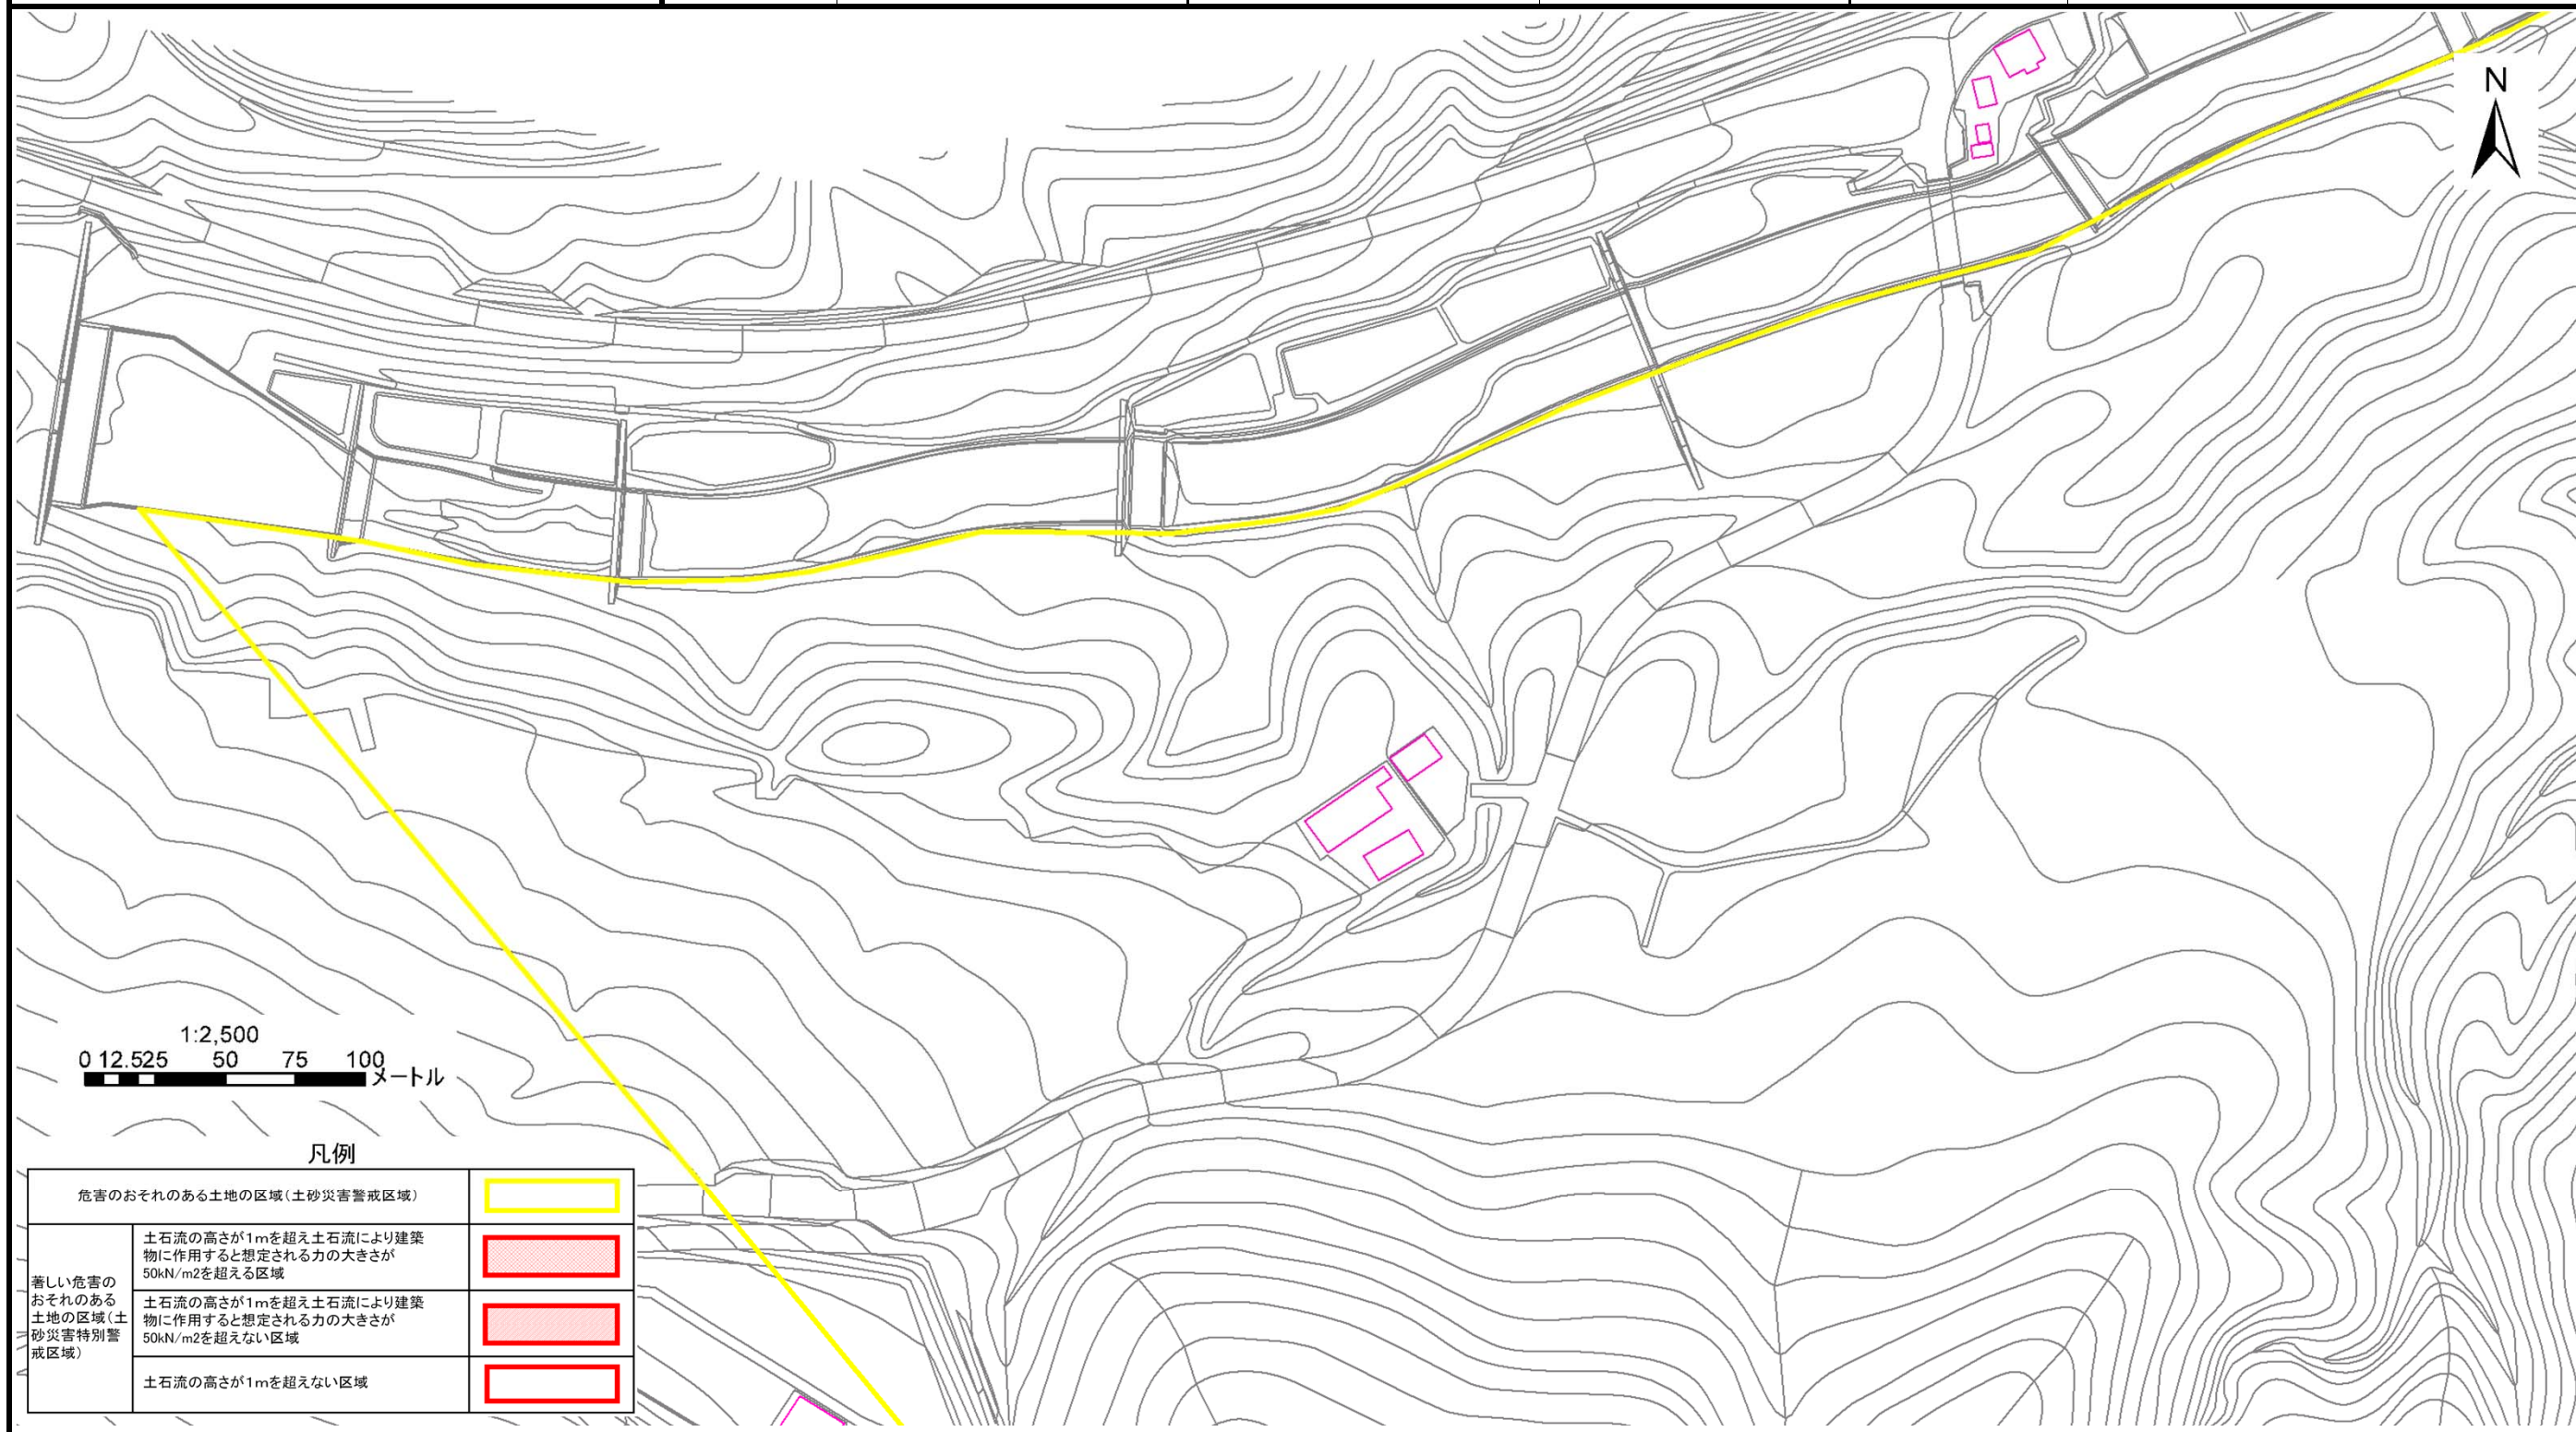 N
1:2,500
0 12.525 50 75 100
メートル
凡例
危害のおそれのある土地の区域(土砂災害警戒区域)
著しい危害の
おそれのある
土地の区域(土
砂災害特別警
戒区域)
土石流の高さが1mを超え土石流により建築
物に作用すると想定される力の大きさが
50kN/m2を超える区域
土石流の高さが1mを超え土石流により建築
物に作用すると想定される力の大きさが
50kN/m2を超えない区域
土石流の高さが1mを超えない区域